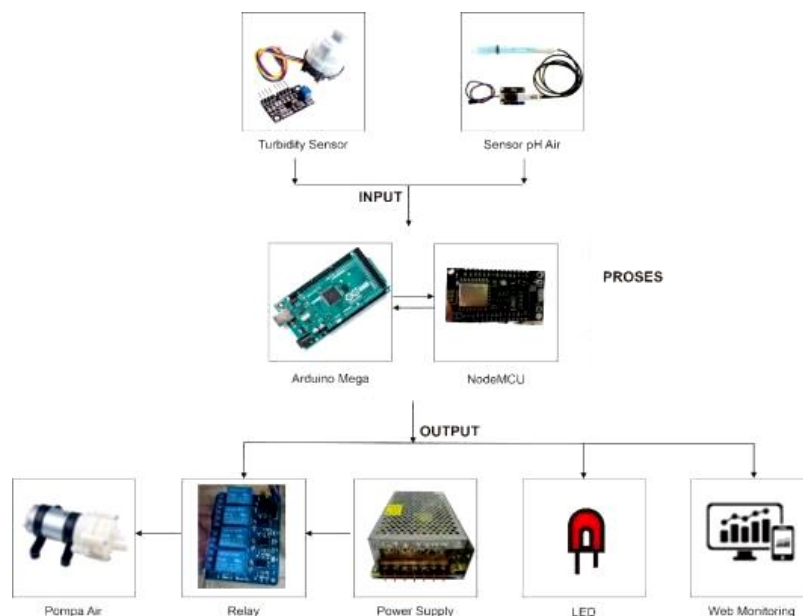 Turbidity Sensor
Sensor pH Air
INPUT
PROSES
Arduino Mega
NodeMCU
OUTPUT
Pompa Air
Relay
Power Supply
LED
Web Monitoring